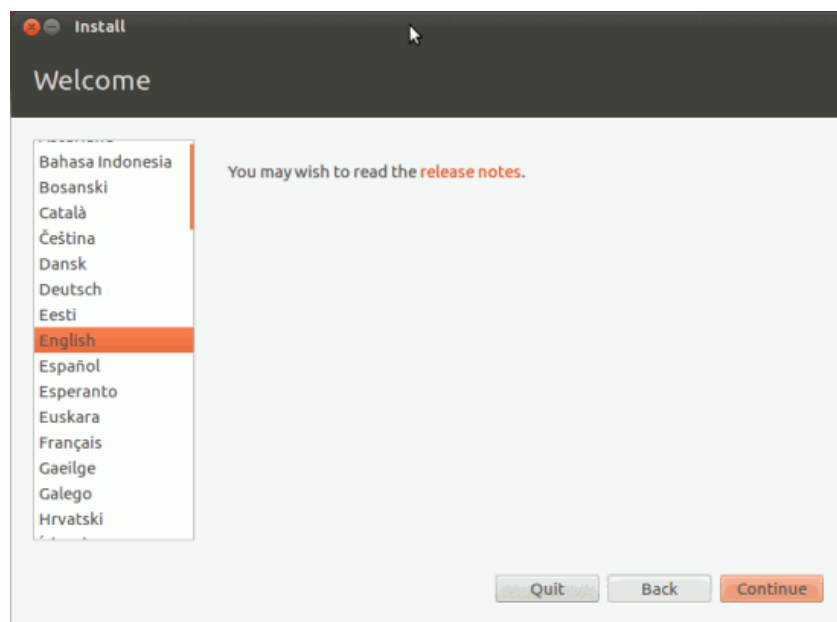 Install
Welcome
Bahasa Indonesia
Bosanski
Català
Čeština
Dansk
Deutsch
Eesti
English
Español
Esperanto
Euskara
Français
Gaeilge
Galego
Hrvatski
You may wish to read the release notes.
Quit
Back
Continue